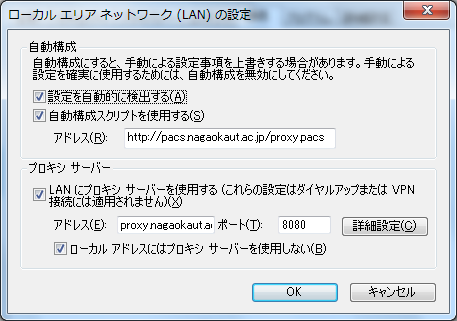 ローカル エリア ネットワーク (LAN) の設定
自動構成
自動構成にすると、手動による設定事項を上書きする場合があります。手動による
設定を確実に使用するためには、自動構成を無効にしてください。
設定を自動的に検出する(A)
自動構成スクリプトを使用する(S)
アドレス(R): http://pacs.nagaokaut.ac.jp/proxy.pacs
プロキシ サーバー
LAN にプロキシ サーバーを使用する (これらの設定はダイヤルアップまたは VPN
接続には適用されません)(X)
アドレス(E): proxy.nagaokaut.a ポート(T): 8080 詳細設定(C)
ローカル アドレスにはプロキシ サーバーを使用しない(B)
OK キャンセル